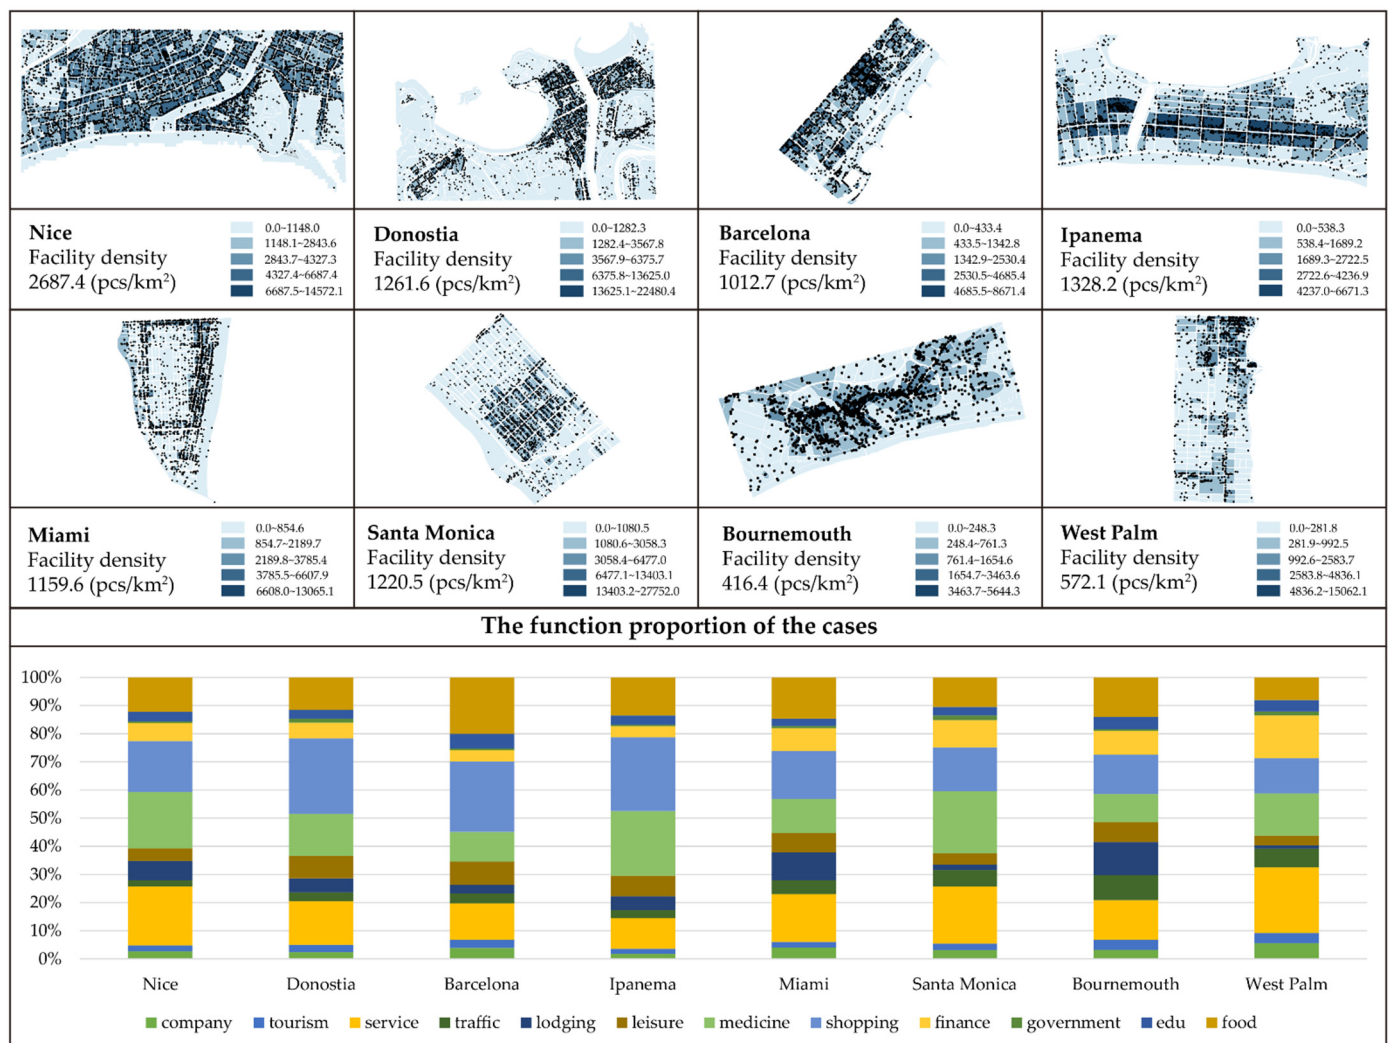 Nice
Facility density
2687.4 (pcs/km²)
0.0~1148.0
1148.1~2843.6
2843.7~4327.3
4327.4~6687.4
6687.5~14572.1
Donostia
Facility density
1261.6 (pcs/km²)
0.0~1282.3
1282.4~3567.8
3567.9~6375.7
6375.8~13625.0
13625.1~22480.4
Barcelona
Facility density
1012.7 (pcs/km²)
0.0~433.4
433.5~1342.8
1342.9~2530.4
2530.5~4685.4
4685.5~8671.4
Ipanema
Facility density
1328.2 (pcs/km²)
0.0~538.3
538.4~1689.2
1689.3~2722.5
2722.6~4236.9
4237.0~6671.3
Miami
Facility density
1159.6 (pcs/km²)
0.0~854.6
854.7~2189.7
2189.8~3785.4
3785.5~6607.9
6608.0~13065.1
Santa Monica
Facility density
1220.5 (pcs/km²)
0.0~1080.5
1080.6~3058.3
3058.4~6477.0
6477.1~13403.1
13403.2~27752.0
Bournemouth
Facility density
416.4 (pcs/km²)
0.0~248.3
248.4~761.3
761.4~1654.6
1654.7~3463.6
3463.7~5644.3
West Palm
Facility density
572.1 (pcs/km²)
0.0~281.8
281.9~992.5
992.6~2583.7
2583.8~4836.1
4836.2~15062.1
The function proportion of the cases
100%
90%
80%
70%
60%
50%
40%
30%
20%
10%
0%
Nice Donostia Barcelona Ipanema Miami Santa Monica Bournemouth West Palm
company tourism service traffic lodging leisure medicine shopping finance government edu food